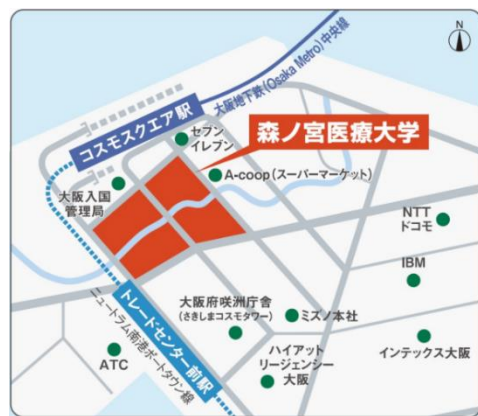 N
大阪地下鉄(Osaka Metro)中央線
コスモスクエア駅
セブン
イレブン
森ノ宮医療大学
A-coop(スーパーマーケット)
大阪入国
管理局
NTT
ドコモ
IBM
トレードセンター前駅
ニュートラム南港ポートタウン線
大阪府咲洲庁舎
(さきしまコスモタワー)
ミズノ本社
ATC
ハイアット
リージェンシー
大阪
インテックス大阪